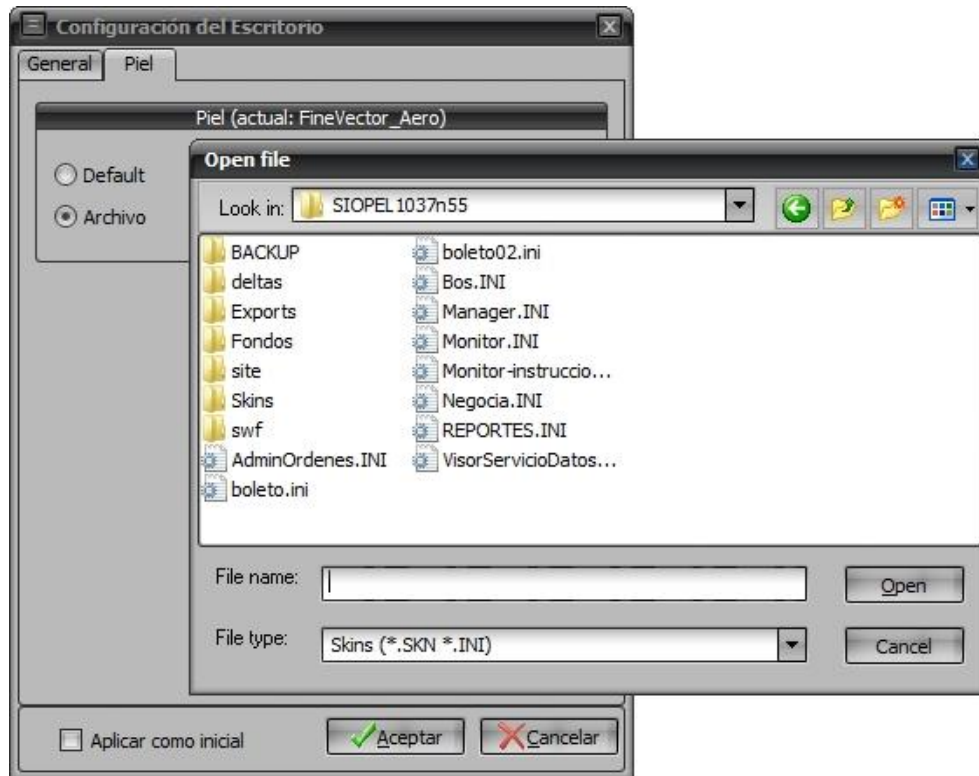 Configuración del Escritorio
General Piel
Piel (actual: FineVector_Aero)
Default
Archivo
Open file
Look in: SIOPEL1037n55
BACKUP boleto02.ini
deltas Bos.INI
Exports Manager.INI
Fondos Monitor.INI
site Monitor-instruccio...
Skins Negocia.INI
swf REPORTES.INI
AdminOrdenes.INI VisorServicioDatos...
boleto.ini
File name: Open
File type: Skins (*.SKN *.INI) Cancel
Aplicar como inicial Aceptar Cancelar